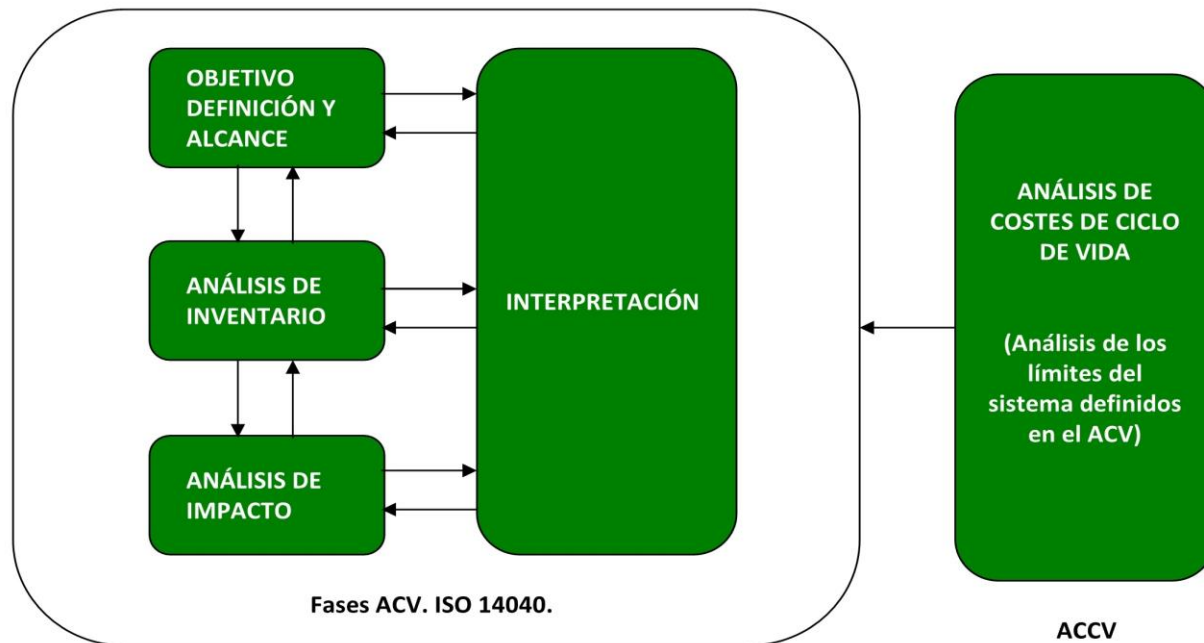 OBJETIVO
DEFINICIÓN Y
ALCANCE
ANÁLISIS DE
INVENTARIO
ANÁLISIS DE
IMPACTO
INTERPRETACIÓN
Fases ACV. ISO 14040.
ANÁLISIS DE
COSTES DE CICLO
DE VIDA
(Análisis de los
límites del
sistema definidos
en el ACV)
ACCV